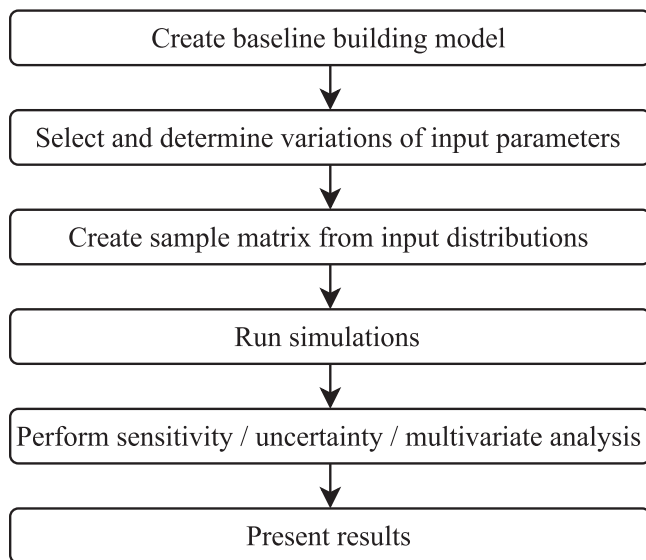 Create baseline building model
Select and determine variations of input parameters
Create sample matrix from input distributions
Run simulations
Perform sensitivity / uncertainty / multivariate analysis
Present results